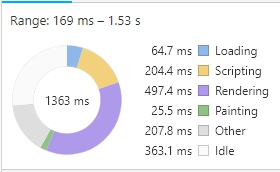 Range: 169 ms – 1.53 s
64.7 ms Loading
204.4 ms Scripting
1363 ms
497.4 ms Rendering
25.5 ms Painting
207.8 ms Other
363.1 ms Idle